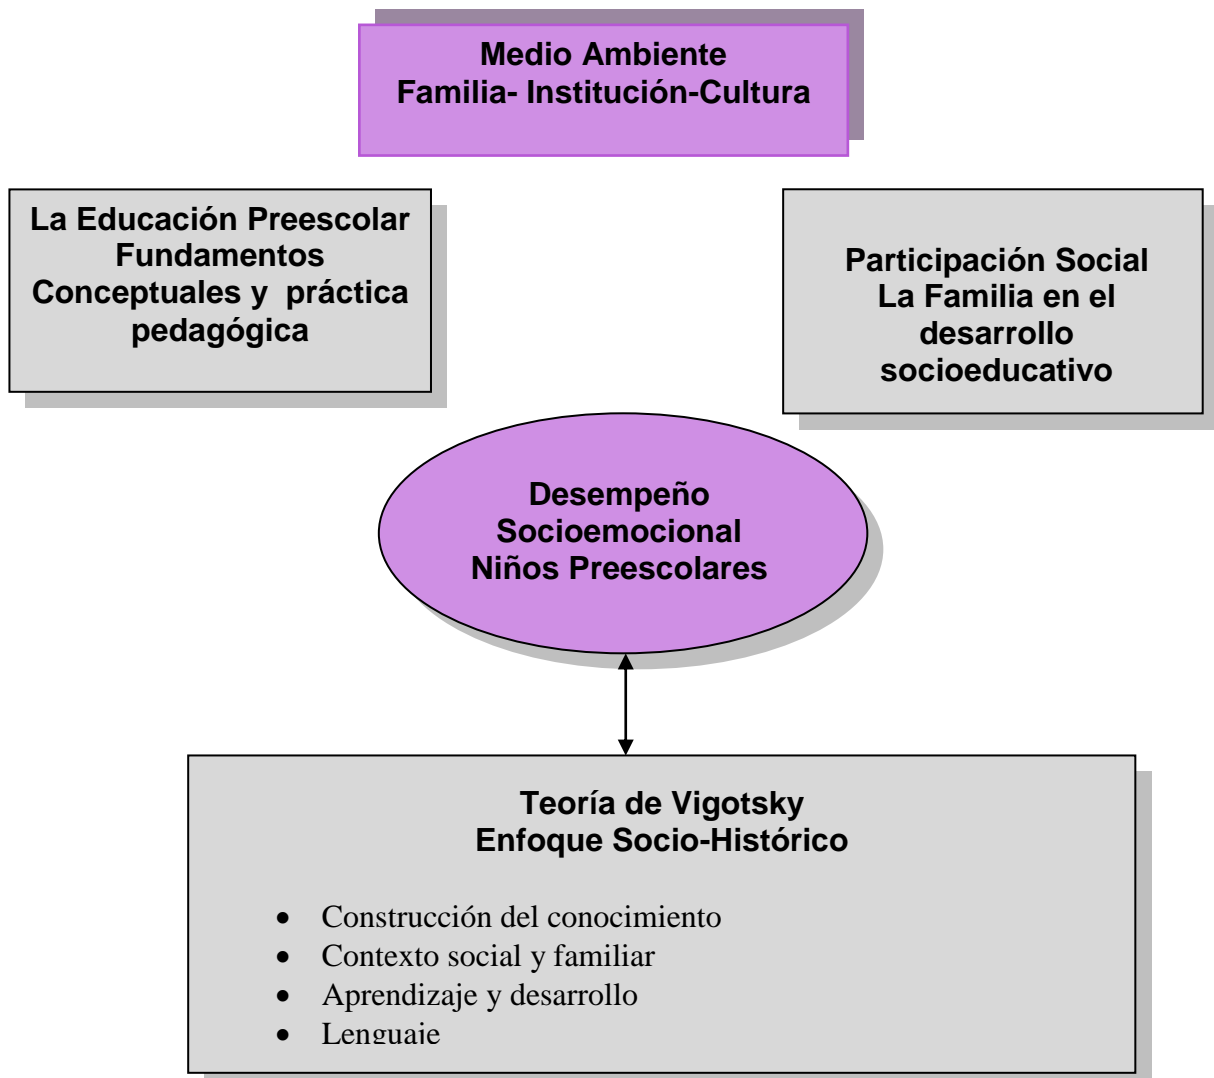 Medio Ambiente
Familia- Institución-Cultura
La Educación Preescolar
Fundamentos
Conceptuales y  práctica
pedagógica
Participación Social
La Familia en el
desarrollo
socioeducativo
Desempeño
Socioemocional
Niños Preescolares
Teoría de Vigotsky
Enfoque Socio-Histórico
• Construcción del conocimiento
• Contexto social y familiar
• Aprendizaje y desarrollo
• Lenguaje